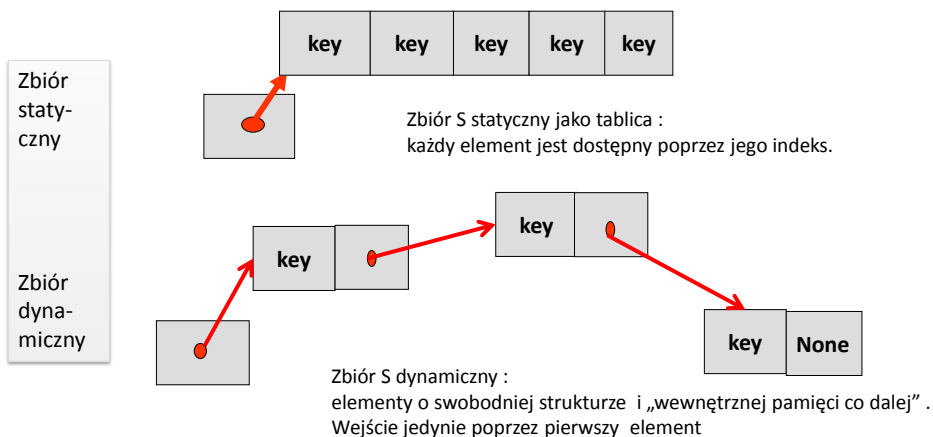 key key key key key
Zbiór
staty-
czny
Zbiór S statyczny jako tablica :
każdy element jest dostępny poprzez jego indeks.
key
key
Zbiór
dyna-
miczny
key None
Zbiór S dynamiczny :
elementy o swobodniej strukturze i „wewnętrznej pamięci co dalej” .
Wejście jedynie poprzez pierwszy element